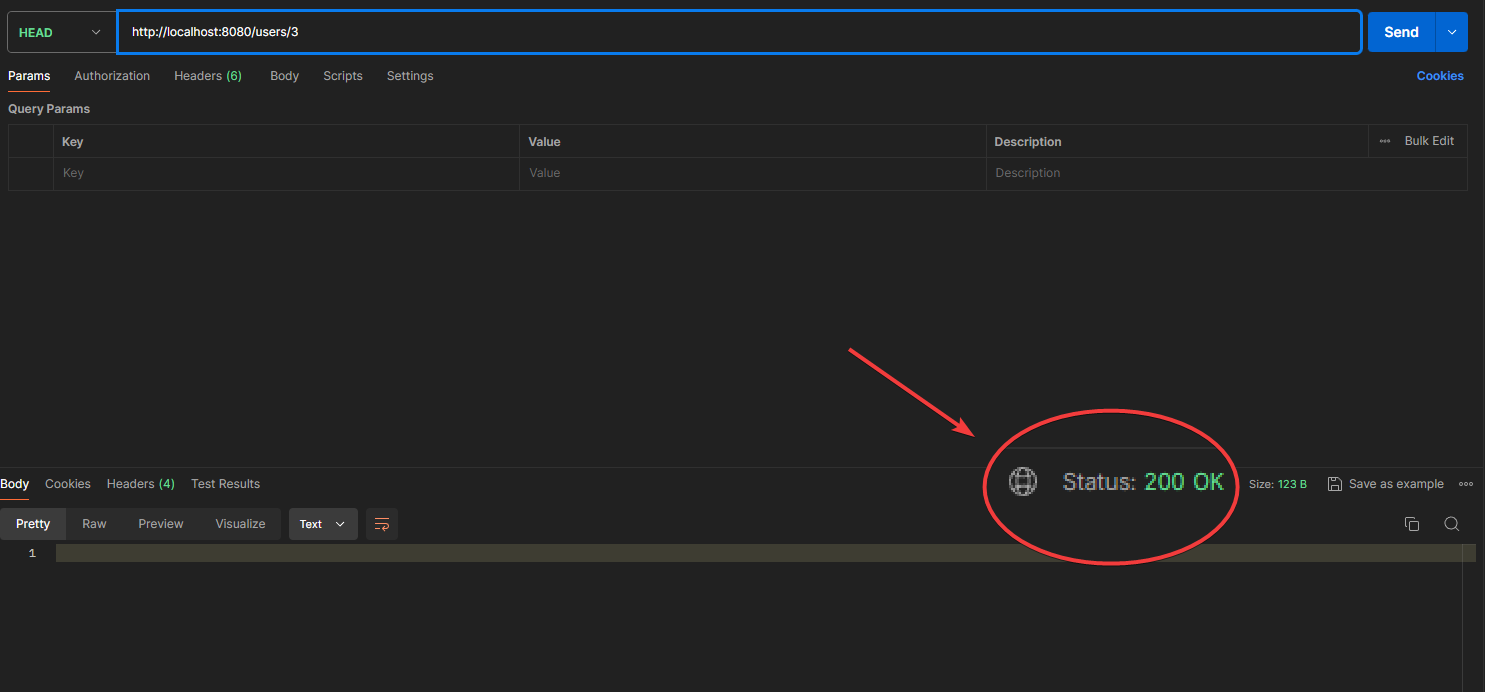 HEAD http://localhost:8080/users/3 Send
Params Authorization Headers (6) Body Scripts Settings Cookies
Query Params
Key Value Description Bulk Edit
Key Value Description
Body Cookies Headers (4) Test Results Status: 200 OK Size: 123 B Save as example
Pretty Raw Preview Visualize Text
1